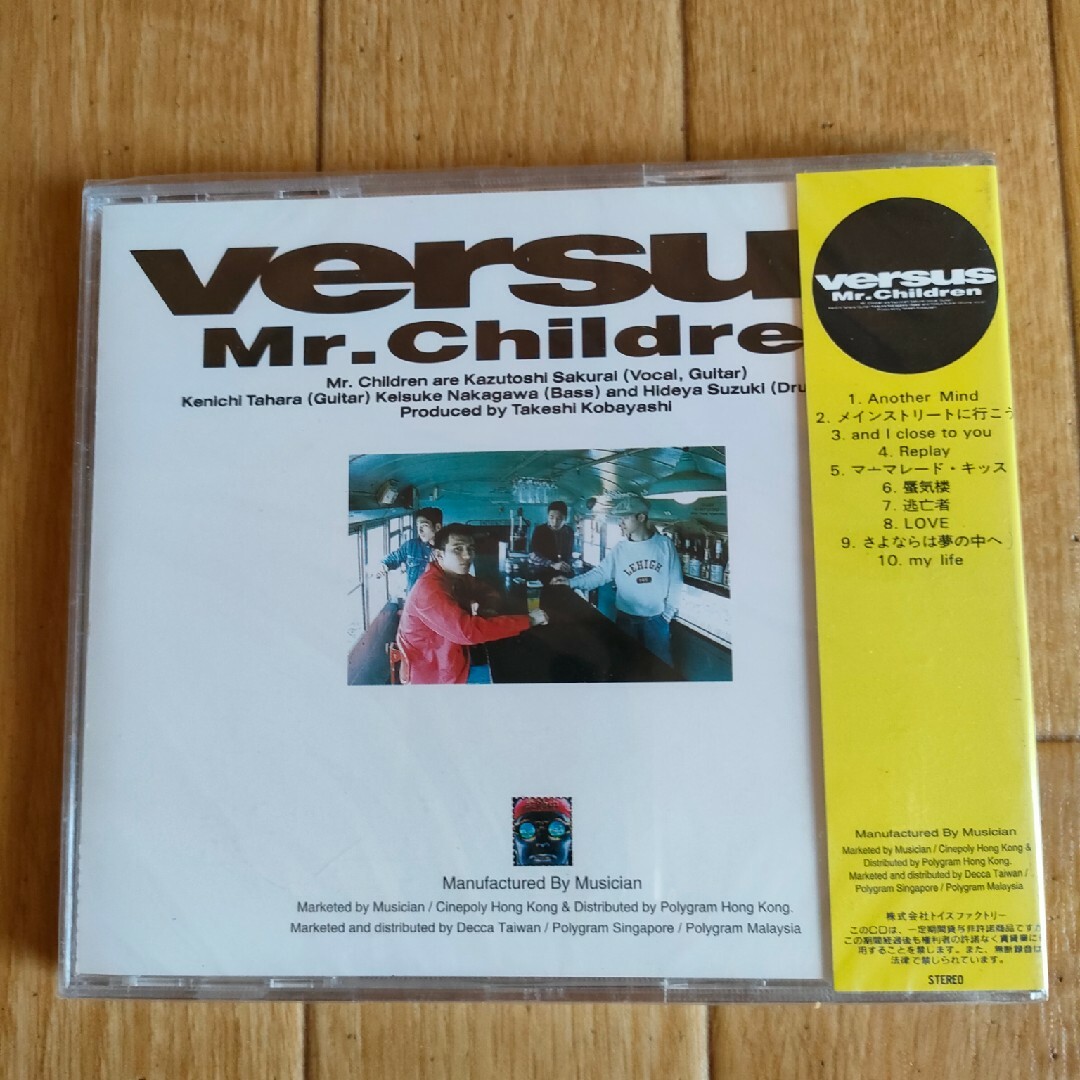 versu
Mr.Childre
Mr. Children are Kazutoshi Sakurai (Vocal, Guitar)
Kenichi Tahara (Guitar) Keisuke Nakagawa (Bass) and Hideya Suzuki (Dru
Produced by Takeshi Kobayashi
LEHIGH
Manufactured By Musician
Marketed by Musician / Cinepoly Hong Kong & Distributed by Polygram Hong Kong.
Marketed and distributed by Decca Taiwan / Polygram Singapore / Polygram Malaysia
versus
Mr.Children
1. Another Mind
2. メインストリートに行こう
3. and I close to you
4. Replay
5. マーマレード・キッス
6. 蜃気楼
7. 逃亡者
8. LOVE
9. さよならは夢の中へ
10. my life
Manufactured By Musician
Marketed by Musician / Cinepoly Hong Kong &
Distributed by Polygram Hong Kong.
Marketed and distributed by Decca Taiwan /
Polygram Singapore / Polygram Malaysia
株式会社トイズファクトリー
このCDは、一定期間貸与非許諾商品です
この期間経過後も権利者の許諾なく賃貸業に
用することを禁じます。また、無断録音は
法律で禁じられています。
STEREO